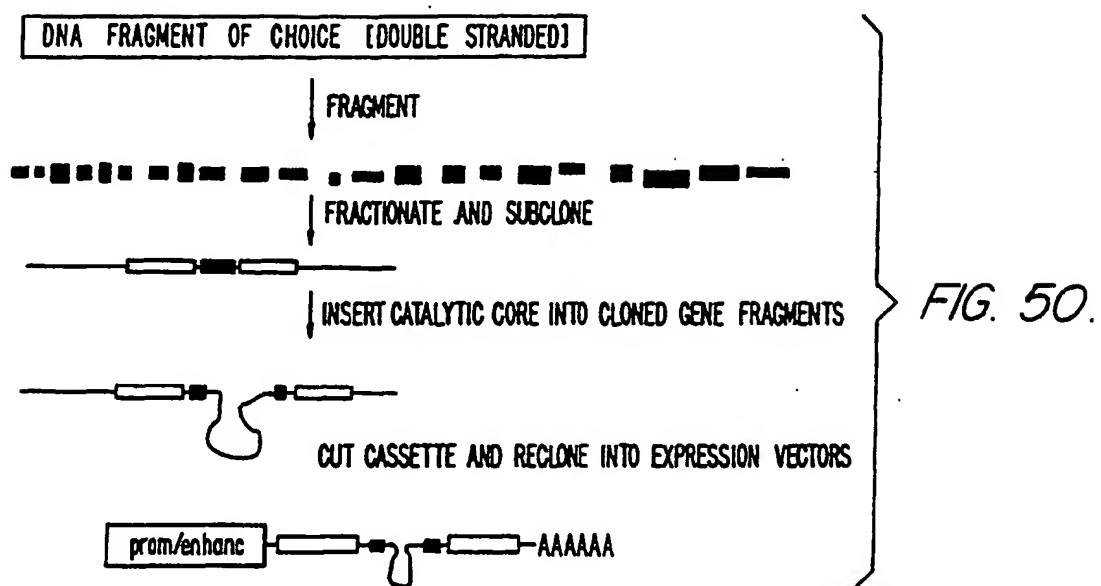 DNA FRAGMENT OF CHOICE [DOUBLE STRANDED]
FRAGMENT
FRACTIONATE AND SUBCLONE
INSERT CATALYTIC CORE INTO CLONED GENE FRAGMENTS
FIG. 50.
CUT CASSETTE AND RECLONE INTO EXPRESSION VECTORS
prom/enhanc
AAAAAA